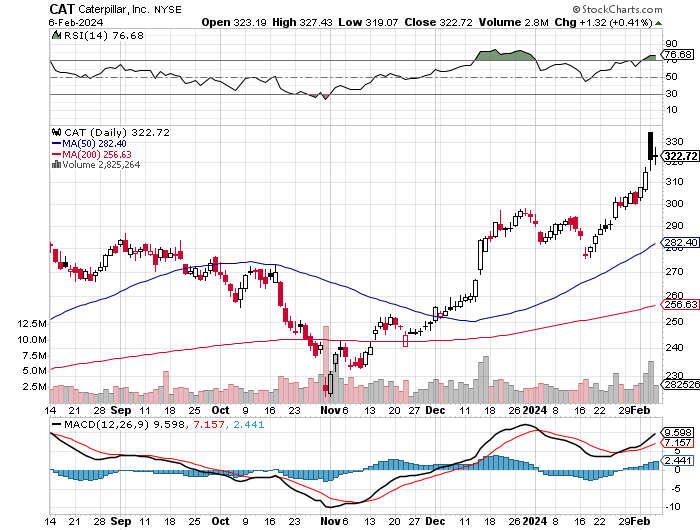 CAT Caterpillar, Inc. NYSE © StockCharts.com
6-Feb-2024 Open 323.19 High 327.43 Low 319.07 Close 322.72 Volume 2.8M Chg +1.32 (+0.41%)
RSI(14) 76.68
90
76.68
70
50
30
10
CAT (Daily) 322.72
MA(50) 282.40
MA(200) 256.63
Volume 2,825,264
330
322.72
310
300
290
282.40
280
270
260
256.63
250
240
230
2825264
12.5M
10.0M
7.5M
5.0M
2.5M
14 21 28 Sep 11 18 25 Oct 9 16 23 Nov 6 13 20 27 Dec 11 18 26 2024 8 16 22 29 Feb
MACD(12,26,9) 9.598, 7.157, 2.441
9.598
7.157
5
2.441
0
-5
-10
14 21 28 Sep 11 18 25 Oct 9 16 23 Nov 6 13 20 27 Dec 11 18 26 2024 8 16 22 29 Feb